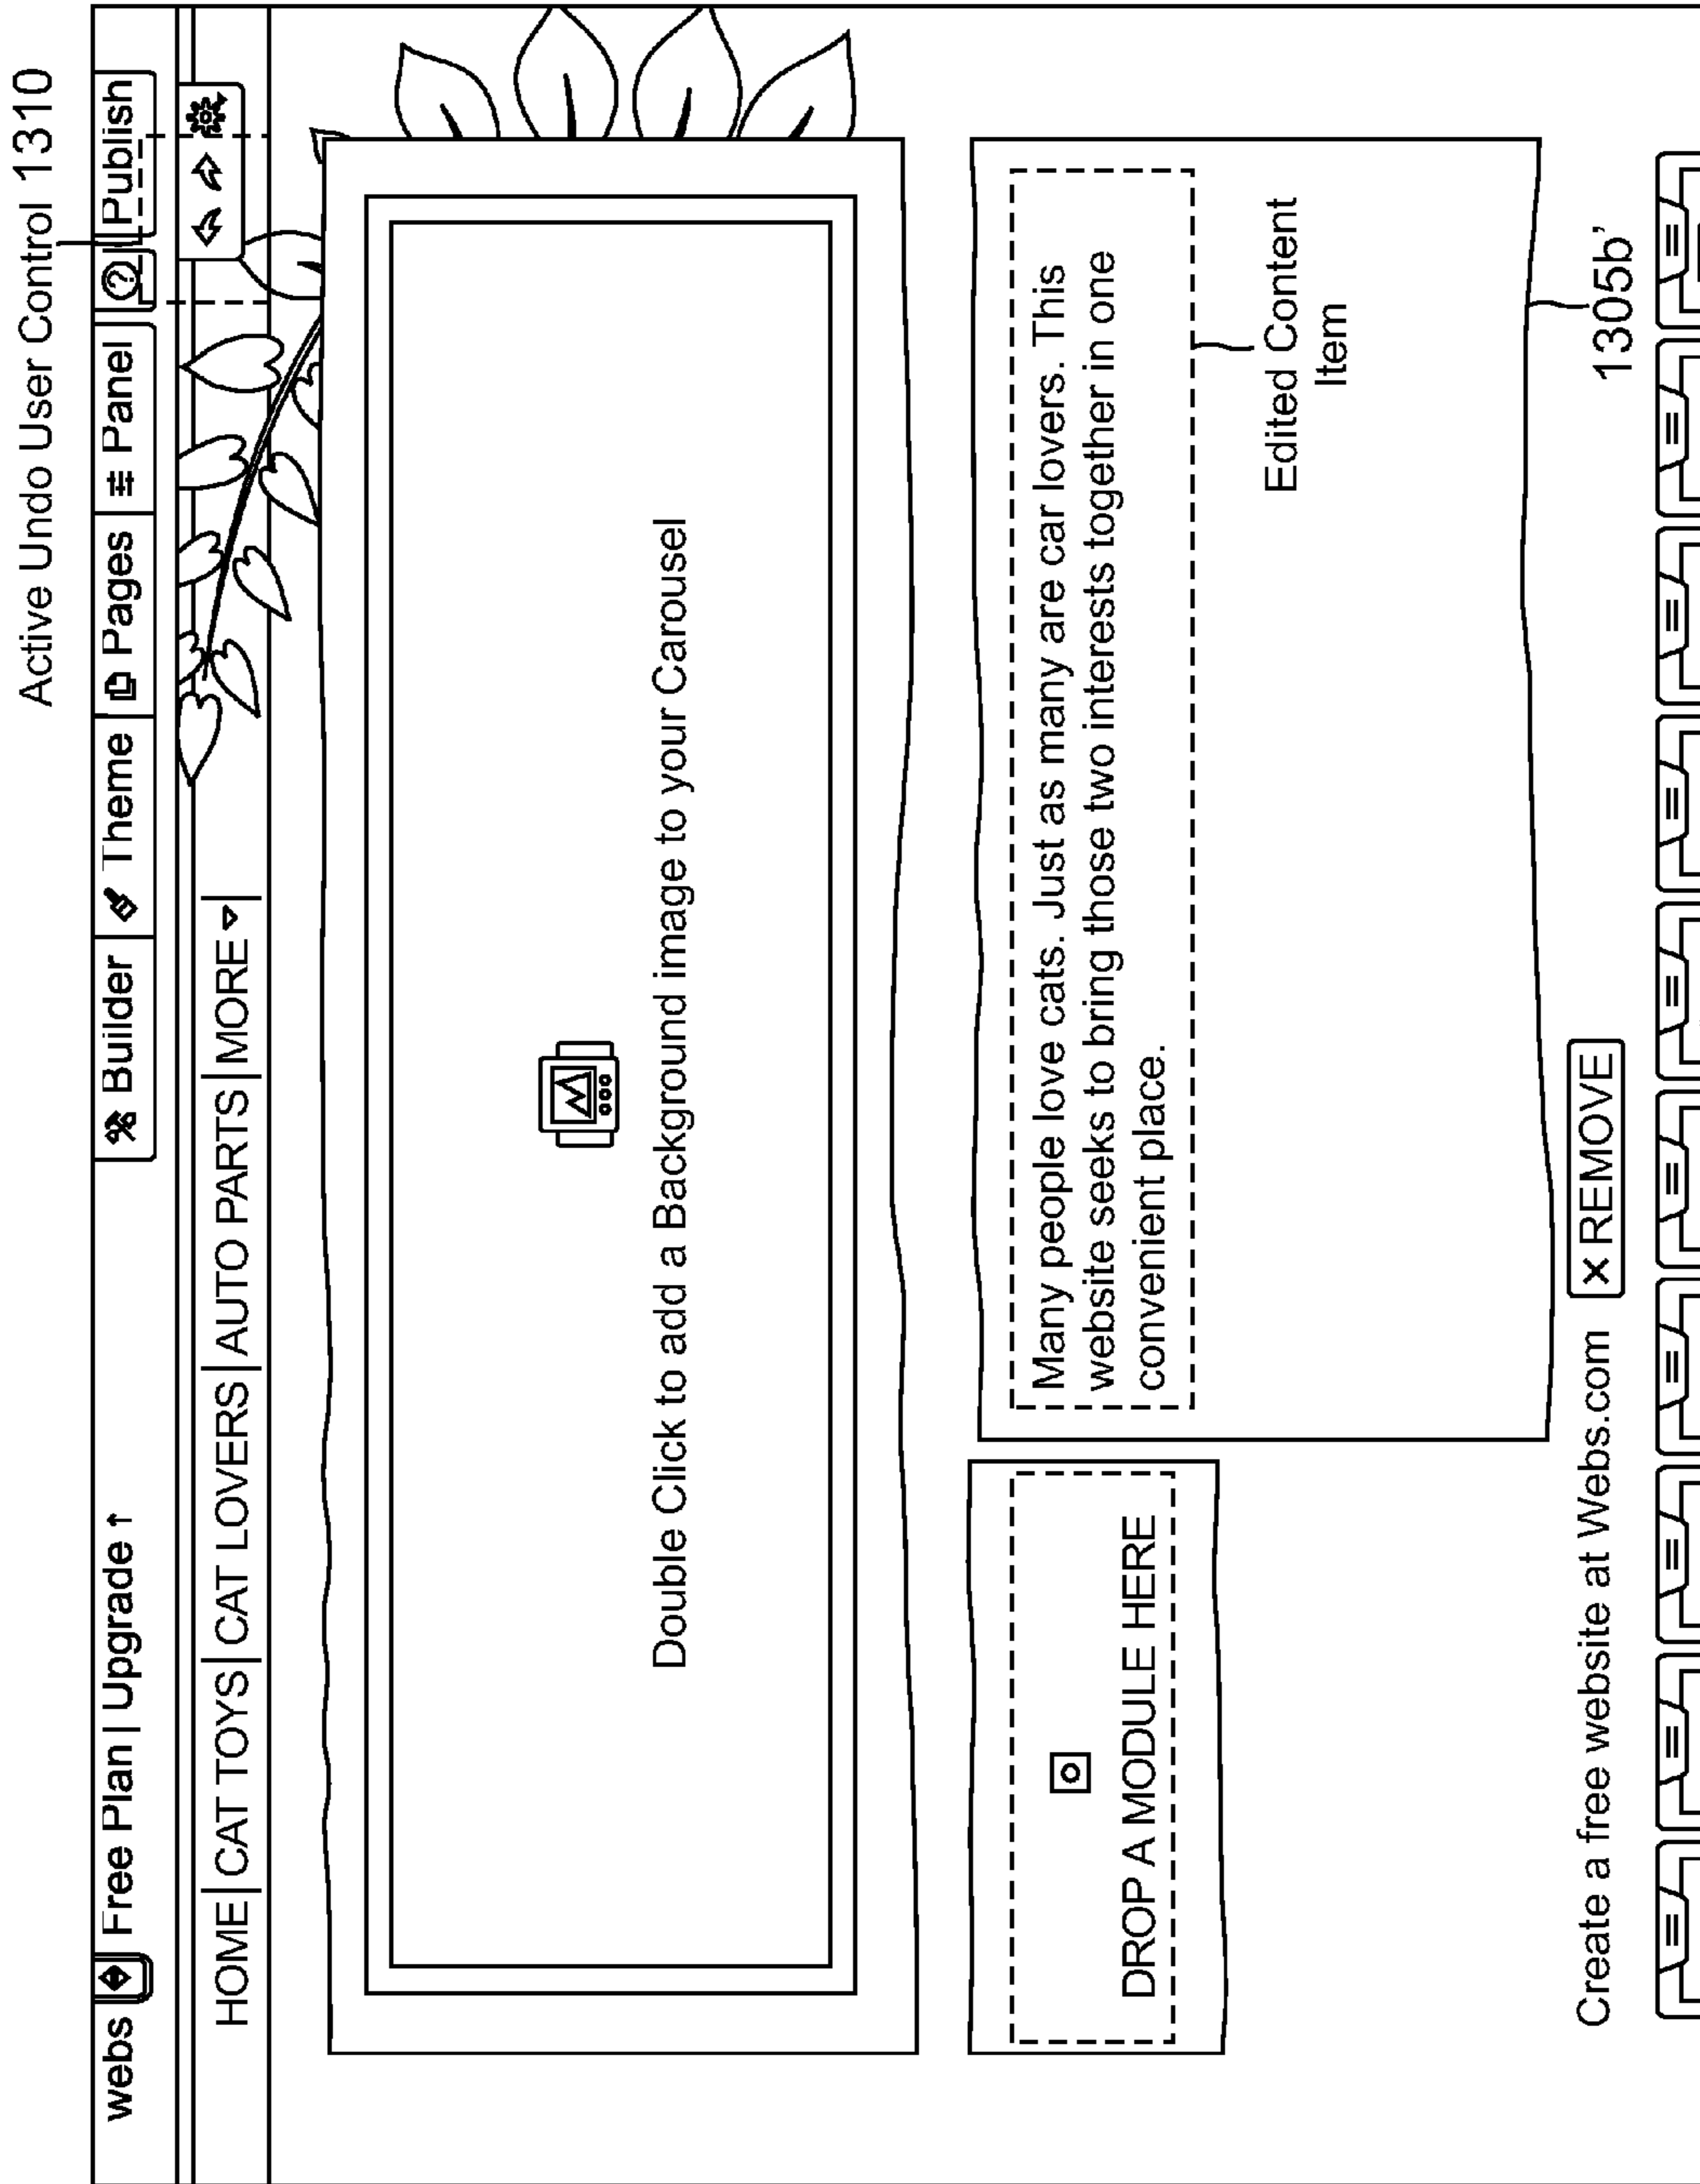 Active Undo User Control 1310
webs Free Plan | Upgrade ↑ Builder Theme Pages Panel ? Publish
HOME | CAT TOYS | CAT LOVERS | AUTO PARTS | MORE
Double Click to add a Background image to your Carousel
DROP A MODULE HERE
Many people love cats. Just as many are car lovers. This
website seeks to bring those two interests together in one
convenient place.
Edited Content
Item
Create a free website at Webs.com × REMOVE
1305b'